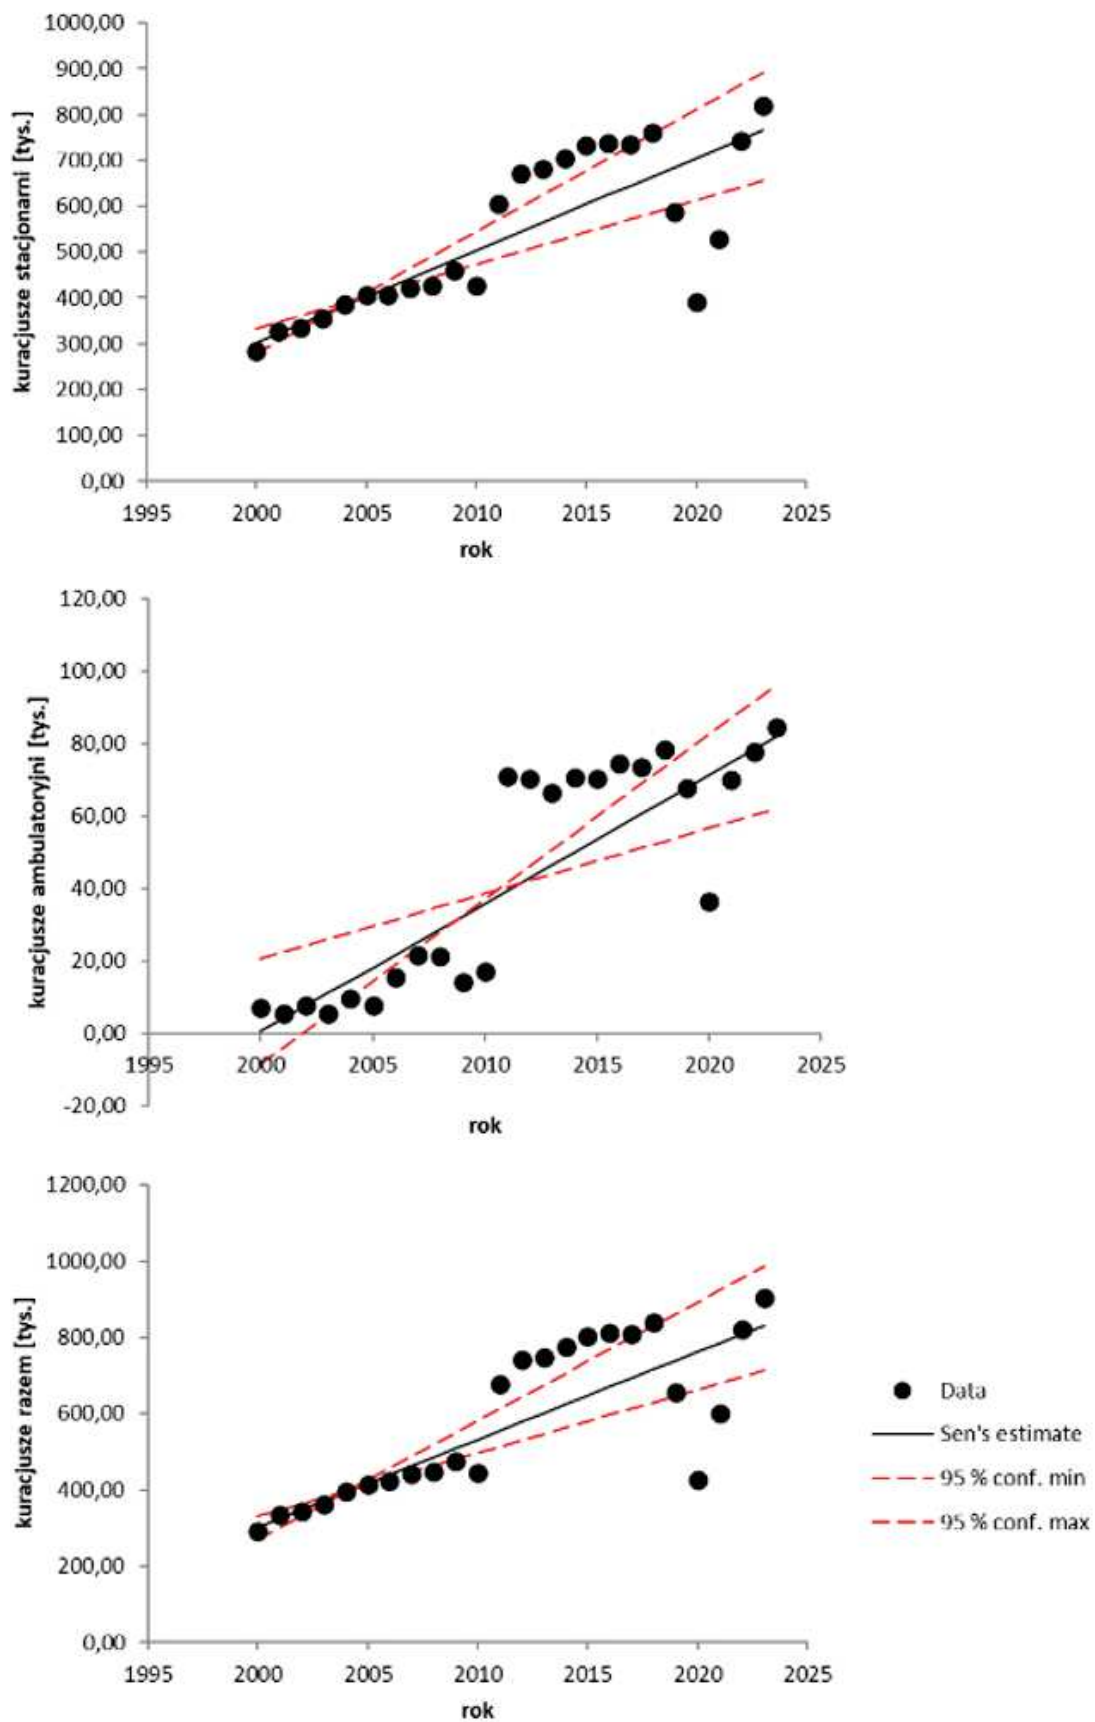 1000,00
900,00
800,00
700,00
600,00
500,00
400,00
300,00
200,00
100,00
0,00
kuracjusze stacjonarni [tys.]
1995 2000 2005 2010 2015 2020 2025
rok
120,00
100,00
80,00
60,00
40,00
20,00
0,00
-20,00
kuracjusze ambulatoryjni [tys.]
1995 2000 2005 2010 2015 2020 2025
rok
1200,00
1000,00
800,00
600,00
400,00
200,00
0,00
kuracjusze razem [tys.]
1995 2000 2005 2010 2015 2020 2025
rok
Data
Sen's estimate
95 % conf. min
95 % conf. max